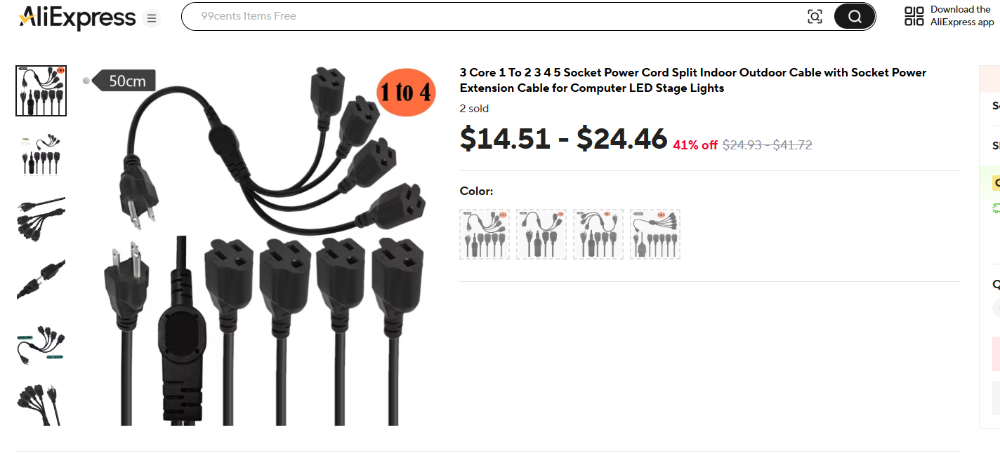 AliExpress
99cents Items Free
Download the
AliExpress app
50cm
1 to 4
3 Core 1 To 2 3 4 5 Socket Power Cord Split Indoor Outdoor Cable with Socket Power
Extension Cable for Computer LED Stage Lights
2 sold
$14.51 - $24.46 41% off $24.93 - $41.72
Color: